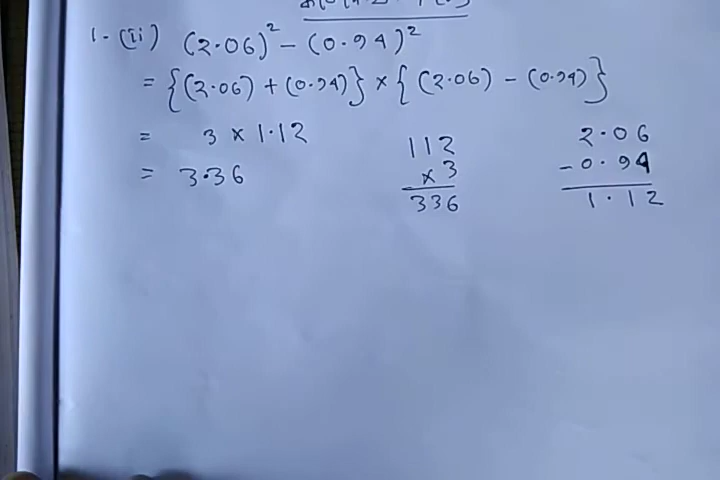 1. (ii) (2.06)² - (0.94)²
= {(2.06) + (0.94)} × {(2.06) - (0.94)}
= 3 × 1.12
= 3.36
112
× 3
336
2.06
- 0.94
1.12